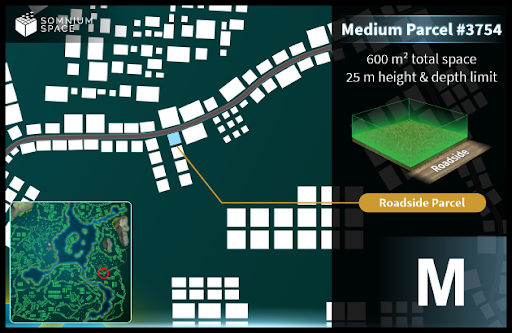 SOMNIUM
SPACE
Medium Parcel #3754
600 m² total space
25 m height & depth limit
Roadside
Roadside Parcel
M